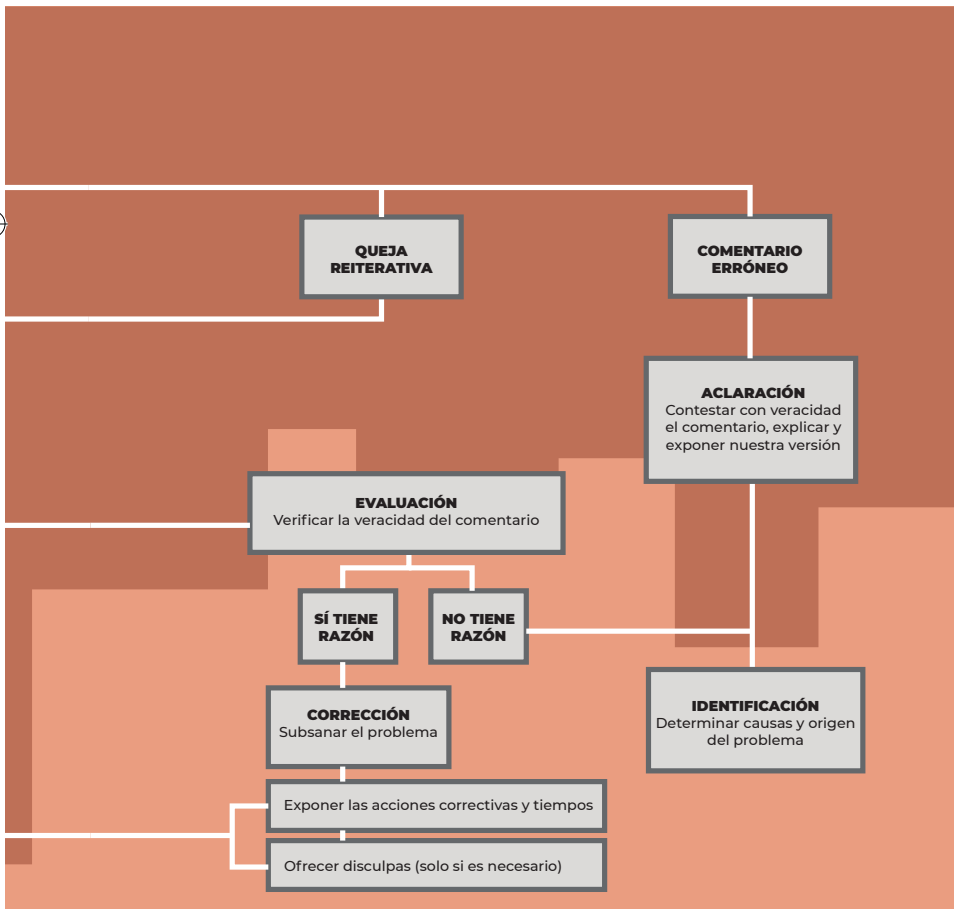 QUEJA
REITERATIVA
COMENTARIO
ERRÓNEO
ACLARACIÓN
Contestar con veracidad
el comentario, explicar y
exponer nuestra versión
EVALUACIÓN
Verificar la veracidad del comentario
SÍ TIENE
RAZÓN
NO TIENE
RAZÓN
CORRECCIÓN
Subsanar el problema
IDENTIFICACIÓN
Determinar causas y origen
del problema
Exponer las acciones correctivas y tiempos
Ofrecer disculpas (solo si es necesario)